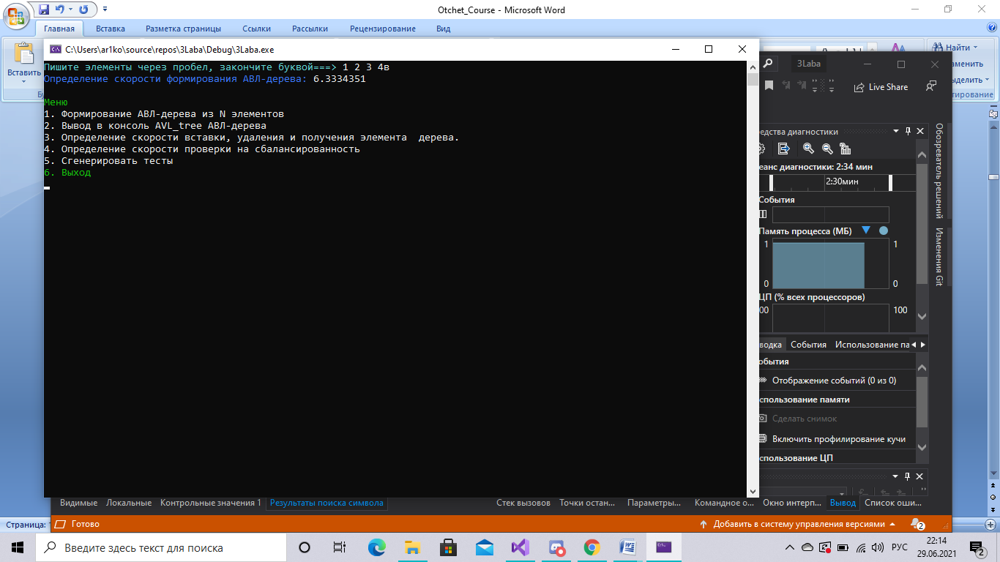 Otchet_Course - Microsoft Word
Главная Вставка Разметка страницы Ссылки Рассылки Рецензирование Вид
Вставить
Найти
C:\Users\ar1ko\source\repos\3Laba\Debug\3Laba.exe
Пишите элементы через пробел, закончите буквой===> 1 2 3 4в
Определение скорости формирования АВЛ-дерева: 6.3334351
Меню
1. Формирование АВЛ-дерева из N элементов
2. Вывод в консоль AVL_tree АВЛ-дерева
3. Определение скорости вставки, удаления и получения элемента  дерева.
4. Определение скорости проверки на сбалансированность
5. Сгенерировать тесты
6. Выход
3Laba
Live Share
аменить
ыделить
тирование
едства диагностики
еанс диагностики: 2:34 мин
2:30мин
События
Память процесса (МБ)
1 1
0 0
ЦП (% всех процессоров)
00 100
водка События Использование па
обытия
Отображение событий (0 из 0)
спользование памяти
Сделать снимок
Включить профилирование кучи
спользование ЦП
Обозреватель решений
Изменения Git
Видимые Локальные Контрольные значения 1 Результаты поиска символа
Стек вызовов Точки остан... Параметры... Командное о... Окно интерп... Вывод Список оши...
Страница:
Готово
Добавить в систему управления версиями
2
Введите здесь текст для поиска
РУС
22:14
29.06.2021
2